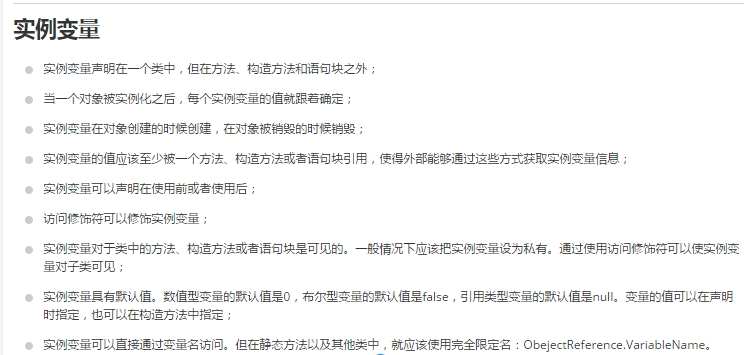 实例变量
实例变量声明在一个类中，但在方法、构造方法和语句块之外；
当一个对象被实例化之后，每个实例变量的值就跟着确定；
实例变量在对象创建的时候创建，在对象被销毁的时候销毁；
实例变量的值应该至少被一个方法、构造方法或者语句块引用，使得外部能够通过这些方式获取实例变量信息；
实例变量可以声明在使用前或者使用后；
访问修饰符可以修饰实例变量；
实例变量对于类中的方法、构造方法或者语句块是可见的。一般情况下应该把实例变量设为私有。通过使用访问修饰符可以使实例变
量对子类可见；
实例变量具有默认值。数值型变量的默认值是0，布尔型变量的默认值是false，引用类型变量的默认值是null。变量的值可以在声明
时指定，也可以在构造方法中指定；
实例变量可以直接通过变量名访问。但在静态方法以及其他类中，就应该使用完全限定名：ObejectReference.VariableName。